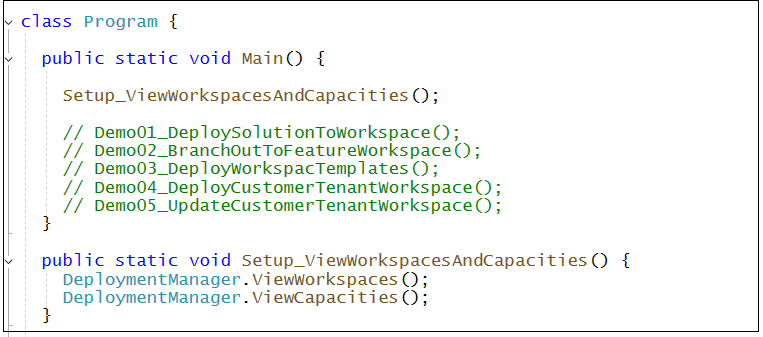 class Program {
public static void Main() {
Setup_ViewWorkspacesAndCapacities();
// Demo01_DeploySolutionToWorkspace();
// Demo02_BranchOutToFeatureWorkspace();
// Demo03_DeployWorkspacTemplates();
// Demo04_DeployCustomerTenantWorkspace();
// Demo05_UpdateCustomerTenantWorkspace();
}
public static void Setup_ViewWorkspacesAndCapacities() {
DeploymentManager.ViewWorkspaces();
DeploymentManager.ViewCapacities();
}